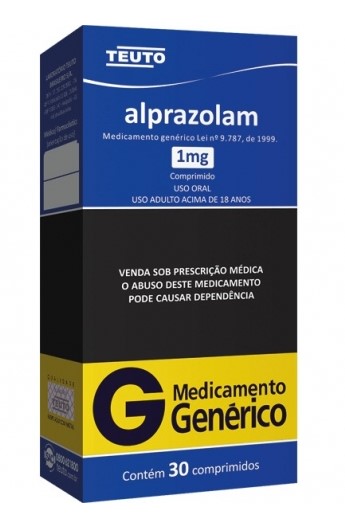 TEUTO
alprazolam
Medicamento genérico Lei nº 9.787, de 1999.
1mg
Comprimido
USO ORAL
USO ADULTO ACIMA DE 18 ANOS
VENDA SOB PRESCRIÇÃO MÉDICA
O ABUSO DESTE MEDICAMENTO
PODE CAUSAR DEPENDÊNCIA
G Medicamento
Genérico
Contém 30 comprimidos